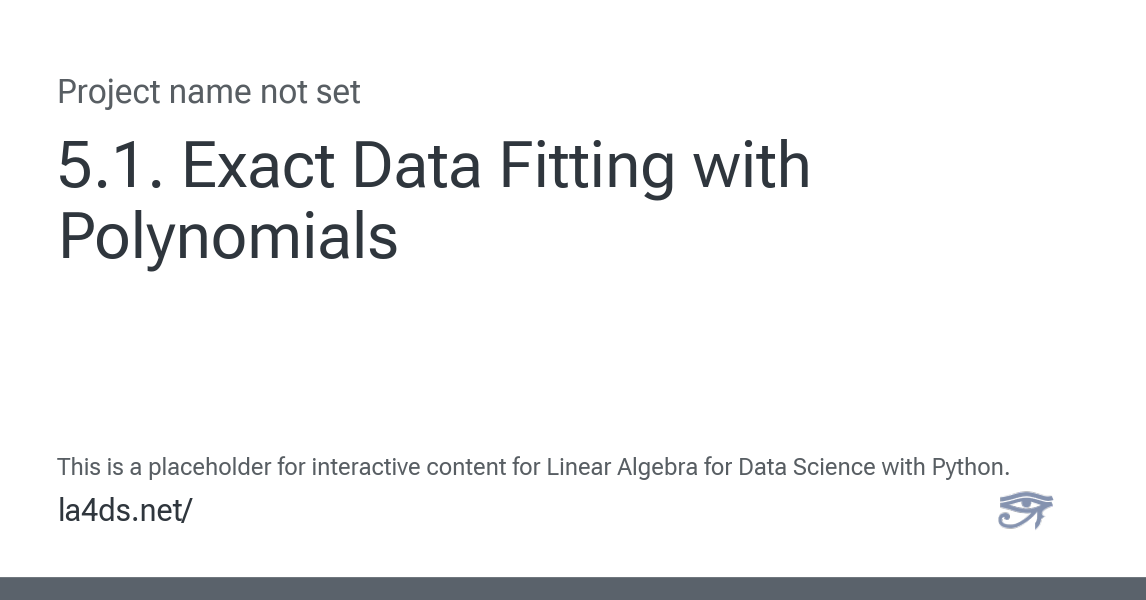 Project name not set
5.1. Exact Data Fitting with
Polynomials
This is a placeholder for interactive content for Linear Algebra for Data Science with Python.
la4ds.net/